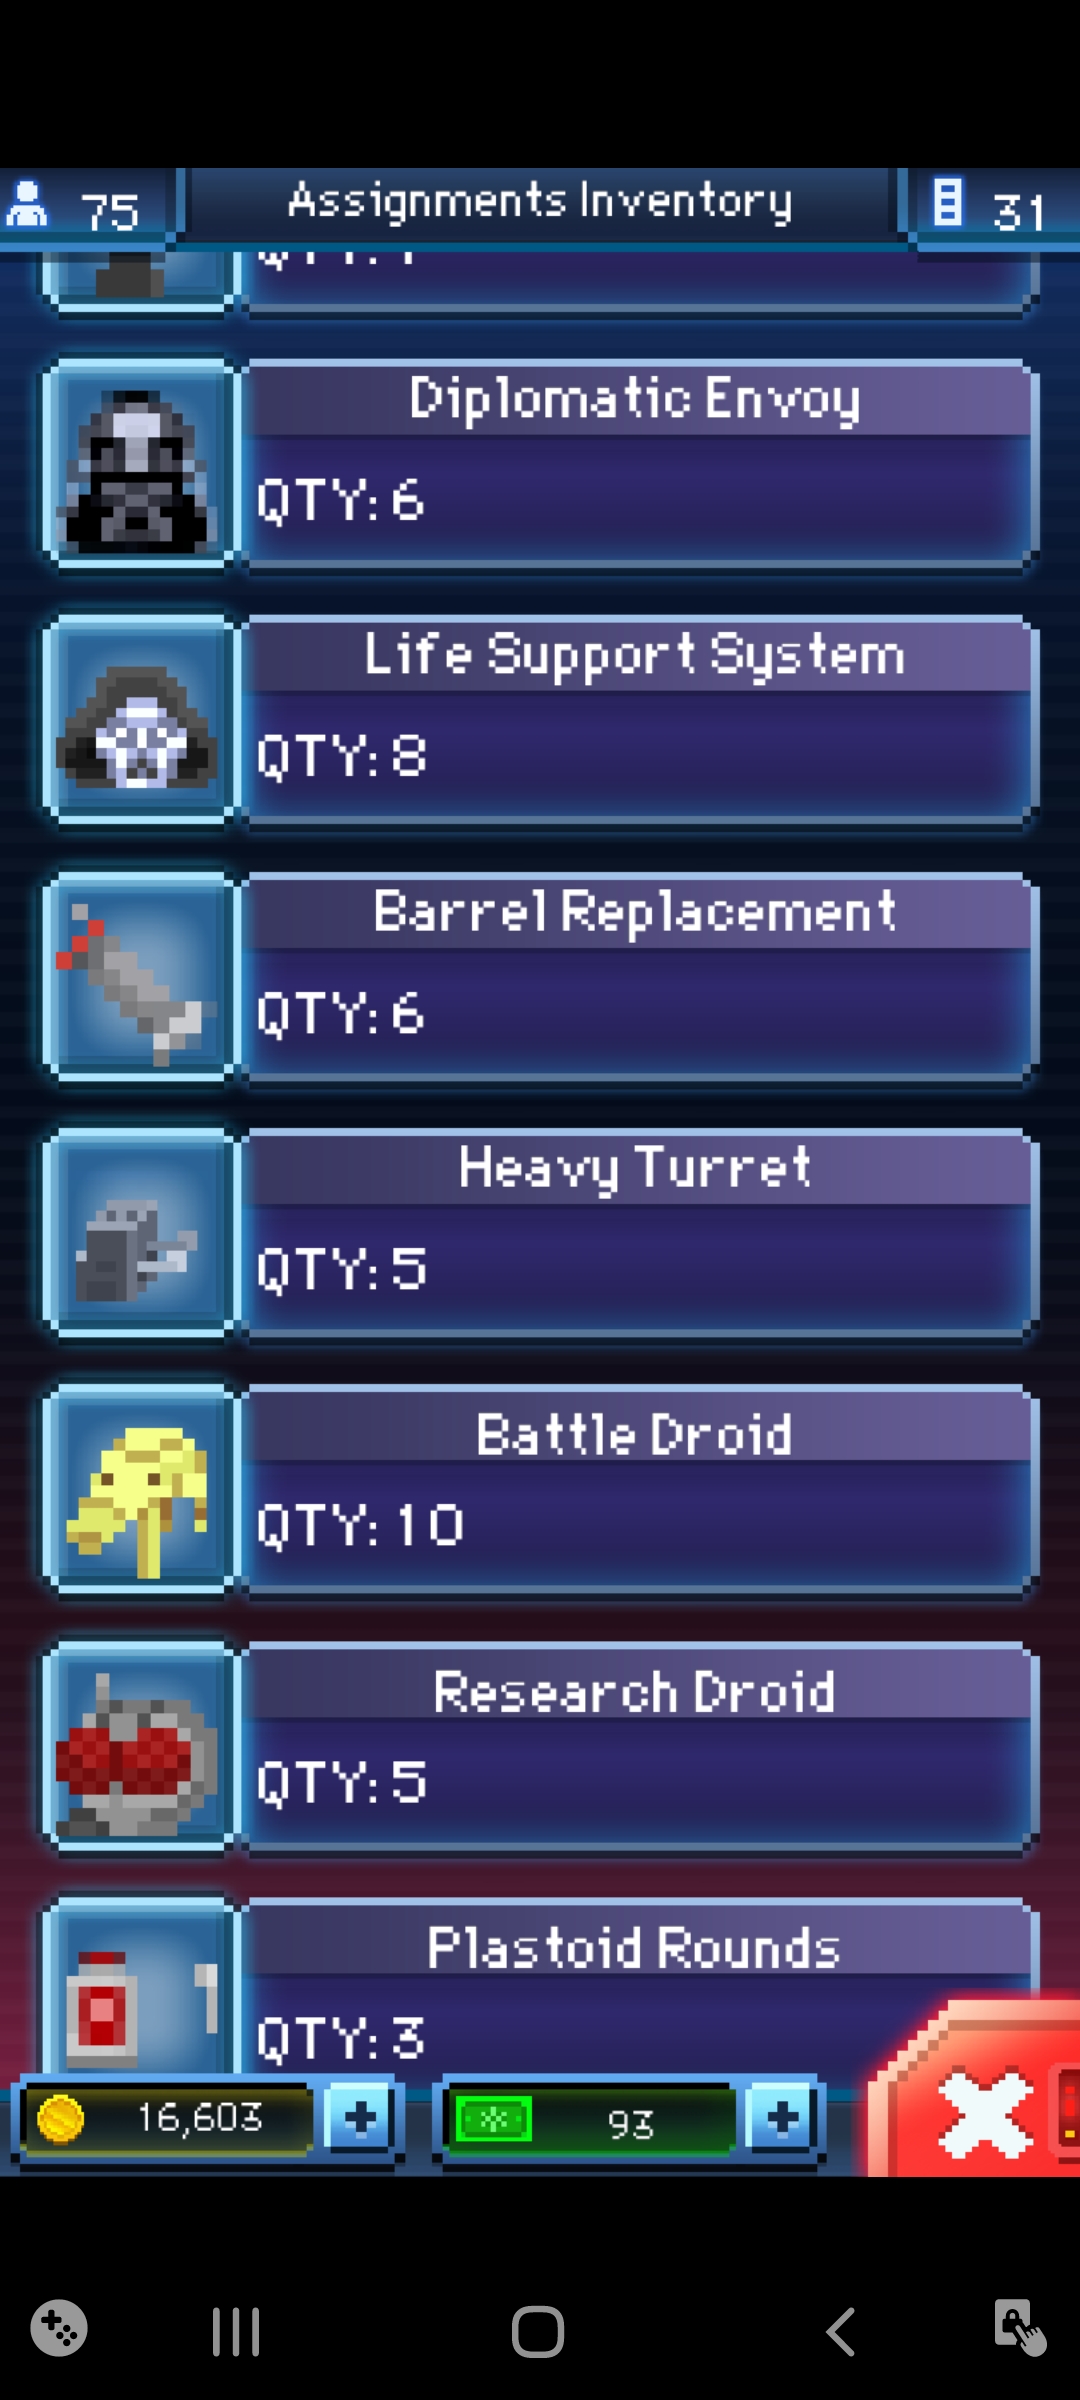 75
Assignments Inventory
31
Diplomatic Envoy
QTY: 6
Life Support System
QTY: 8
Barrel Replacement
QTY: 6
Heavy Turret
QTY: 5
Battle Droid
QTY: 10
Research Droid
QTY: 5
Plastoid Rounds
QTY: 3
16,603
93